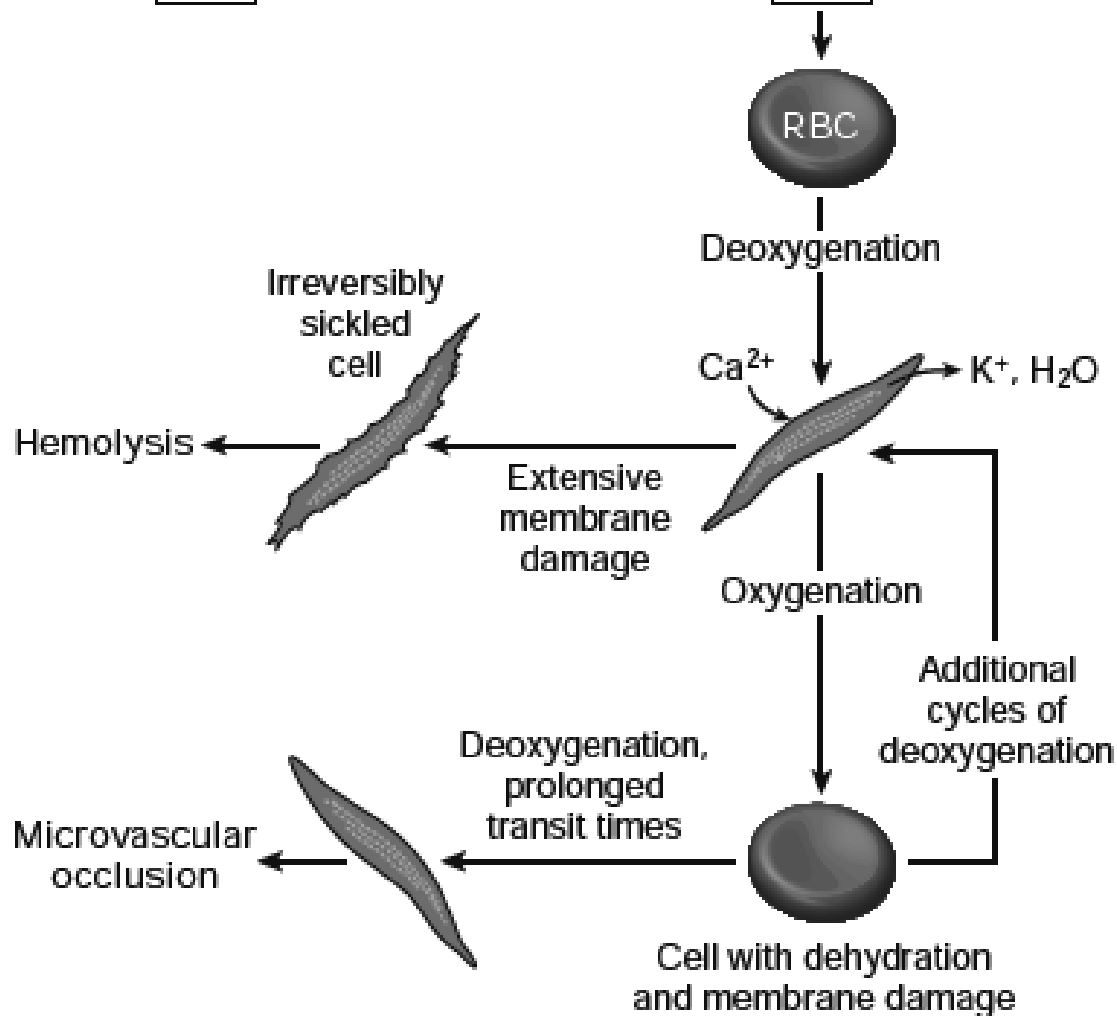 RBC
Deoxygenation
Irreversibly
sickled
cell
Ca²⁺
K⁺, H₂O
Hemolysis
Extensive
membrane
damage
Oxygenation
Additional
cycles of
deoxygenation
Deoxygenation,
prolonged
transit times
Microvascular
occlusion
Cell with dehydration
and membrane damage